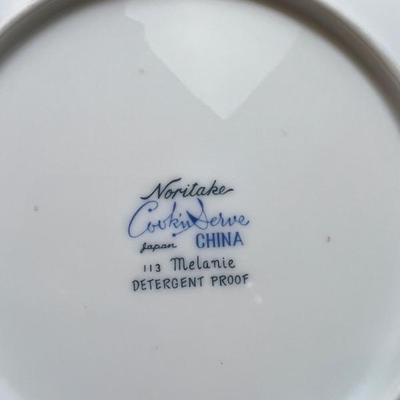 Noritake
Cook'n Serve
Japan CHINA
113 Melanie
DETERGENT PROOF